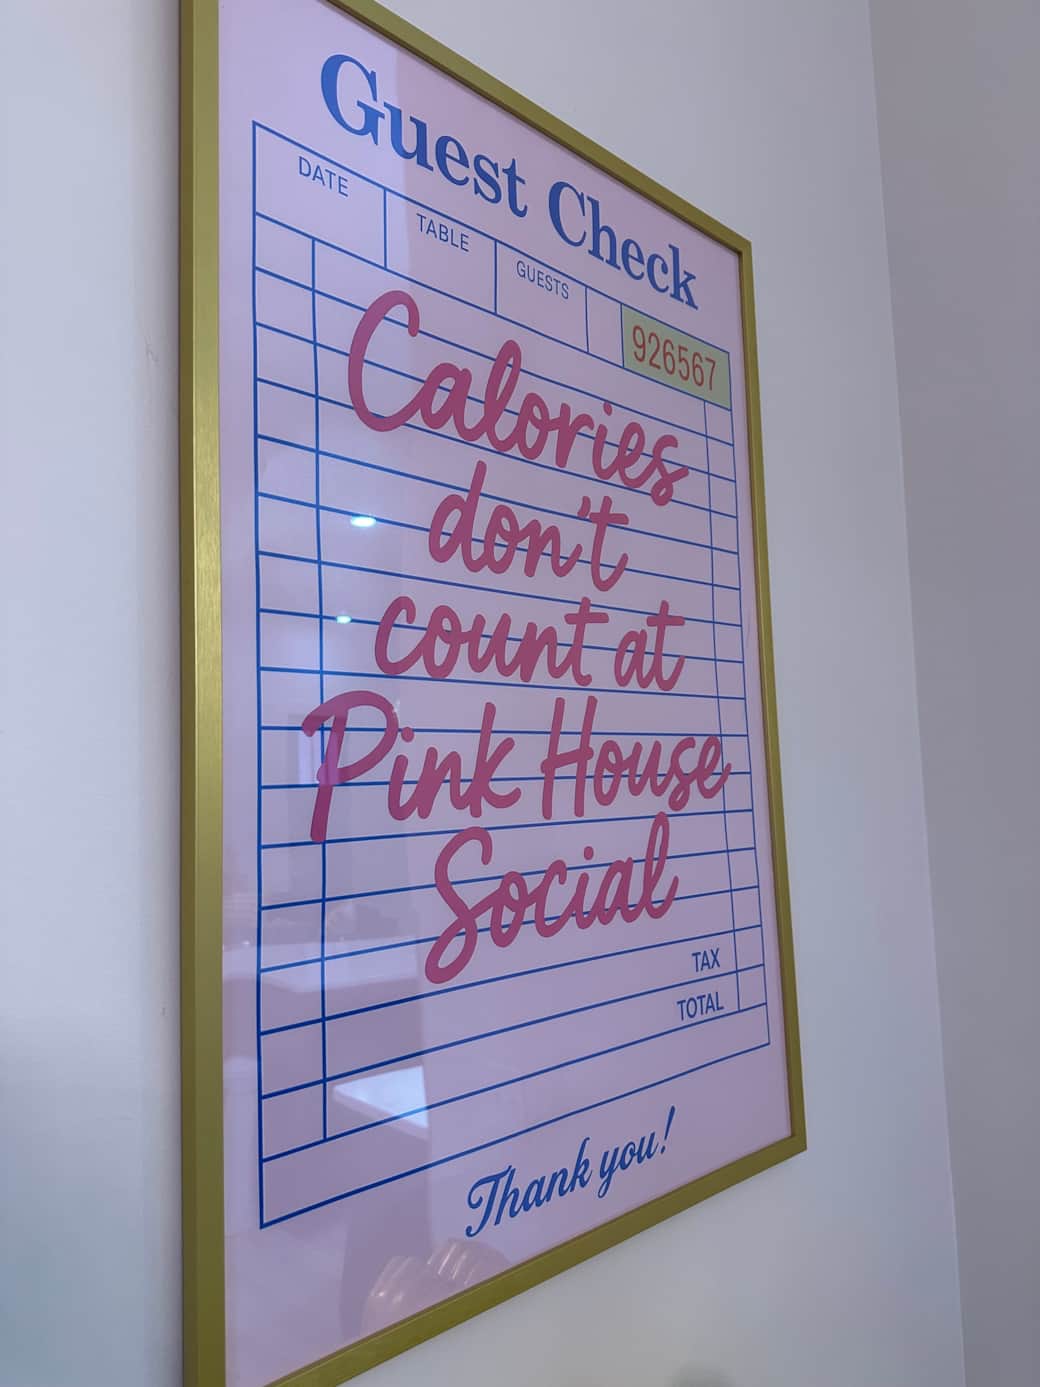 Guest Check
DATE TABLE GUESTS 926567
Calories
don't
count at
Pink House
Social
TAX
TOTAL
Thank you!